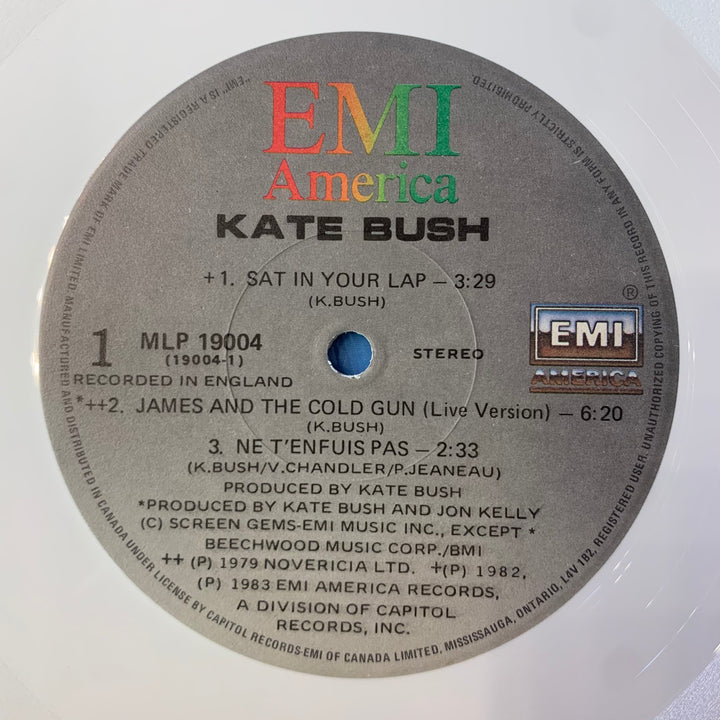 EMI
America
KATE BUSH
+1. SAT IN YOUR LAP – 3:29
(K.BUSH)
1
MLP 19004
(19004-1)
STEREO
®
EMI
AMERICA
RECORDED IN ENGLAND
*++2. JAMES AND THE COLD GUN (Live Version) – 6:20
(K.BUSH)
3. NE T'ENFUIS PAS – 2:33
(K.BUSH/V.CHANDLER/P.JEANEAU)
PRODUCED BY KATE BUSH
*PRODUCED BY KATE BUSH AND JON KELLY
(C) SCREEN GEMS-EMI MUSIC INC., EXCEPT *
BEECHWOOD MUSIC CORP./BMI
++ (P) 1979 NOVERICIA LTD. +(P) 1982,
(P) 1983 EMI AMERICA RECORDS,
A DIVISION OF CAPITOL
RECORDS, INC.
"EMI" IS A REGISTERED TRADE MARK OF EMI LIMITED. MANUFACTURED AND DISTRIBUTED IN CANADA UNDER LICENSE BY CAPITOL RECORDS-EMI OF CANADA LIMITED, MISSISSAUGA, ONTARIO, L4V 1B2, REGISTERED USER. UNAUTHORIZED COPYING OF THIS RECORD IN ANY FORM IS STRICTLY PROHIBITED.